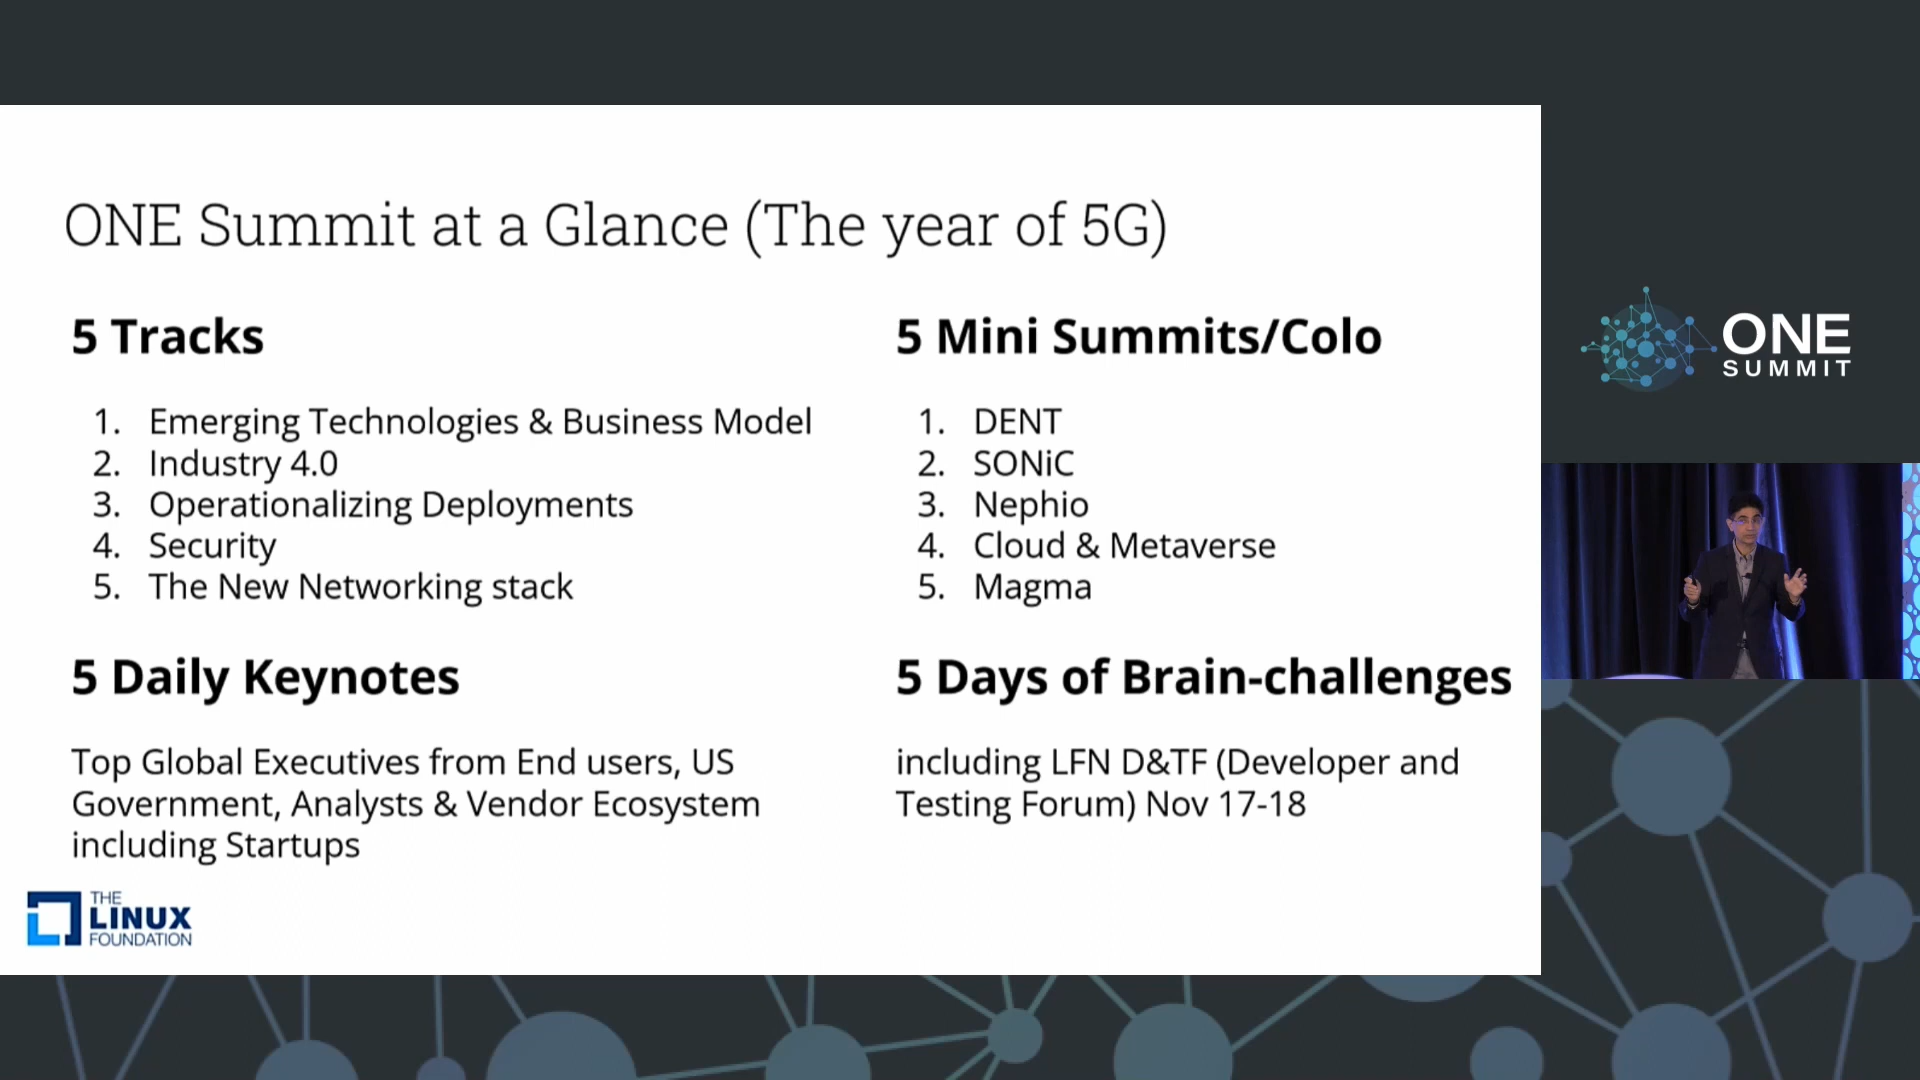 ONE Summit at a Glance (The year of 5G)
5 Tracks
1. Emerging Technologies & Business Model
2. Industry 4.0
3. Operationalizing Deployments
4. Security
5. The New Networking stack
5 Mini Summits/Colo
1. DENT
2. SONiC
3. Nephio
4. Cloud & Metaverse
5. Magma
5 Daily Keynotes
Top Global Executives from End users, US
Government, Analysts & Vendor Ecosystem
including Startups
5 Days of Brain-challenges
including LFN D&TF (Developer and
Testing Forum) Nov 17-18
THE
LINUX
FOUNDATION
ONE
SUMMIT